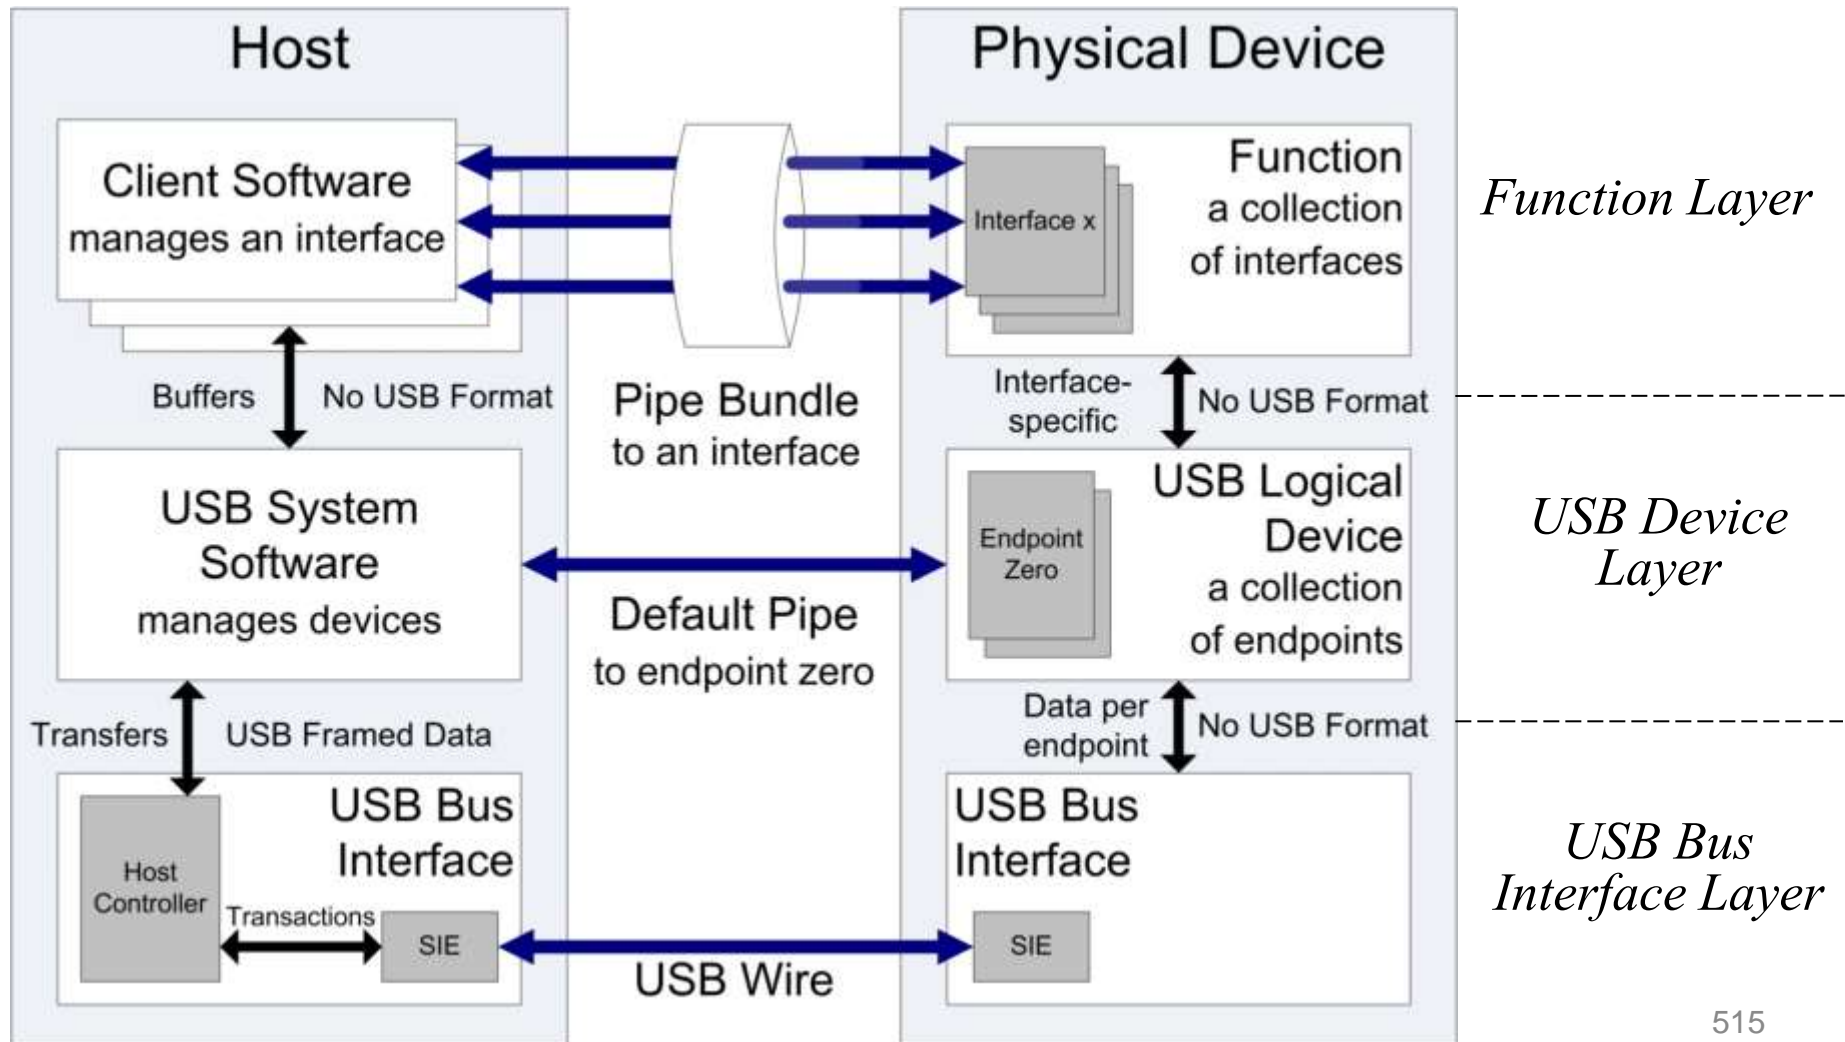 Host
Physical Device
Client Software
manages an interface
Interface x
Function
a collection
of interfaces
Function Layer
Buffers
No USB Format
Pipe Bundle
to an interface
Interface-
specific
No USB Format
USB System
Software
manages devices
Default Pipe
to endpoint zero
Endpoint
Zero
USB Logical
Device
a collection
of endpoints
USB Device
Layer
Transfers
USB Framed Data
Data per
endpoint
No USB Format
Host
Controller
USB Bus
Interface
Transactions
SIE
USB Wire
USB Bus
Interface
SIE
USB Bus
Interface Layer
515